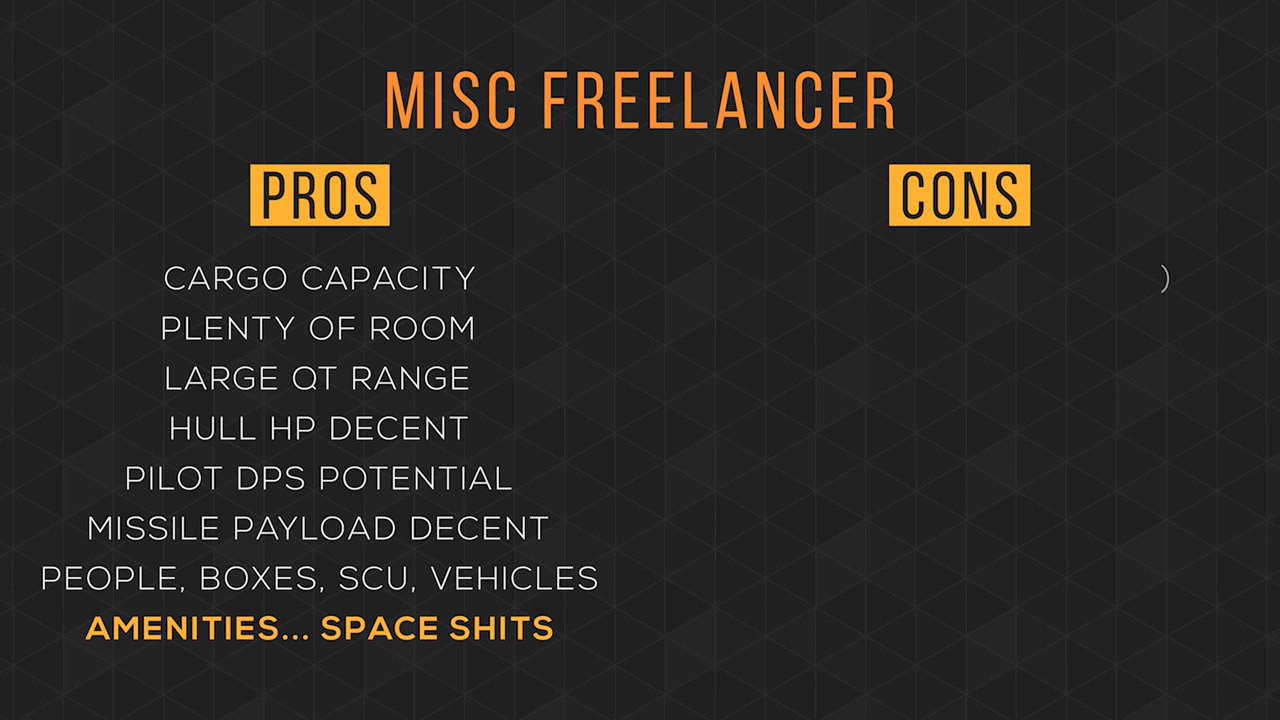 MISC FREELANCER
PROS
CONS
CARGO CAPACITY
)
PLENTY OF ROOM
LARGE QT RANGE
HULL HP DECENT
PILOT DPS POTENTIAL
MISSILE PAYLOAD DECENT
PEOPLE, BOXES, SCU, VEHICLES
AMENITIES... SPACE SHITS